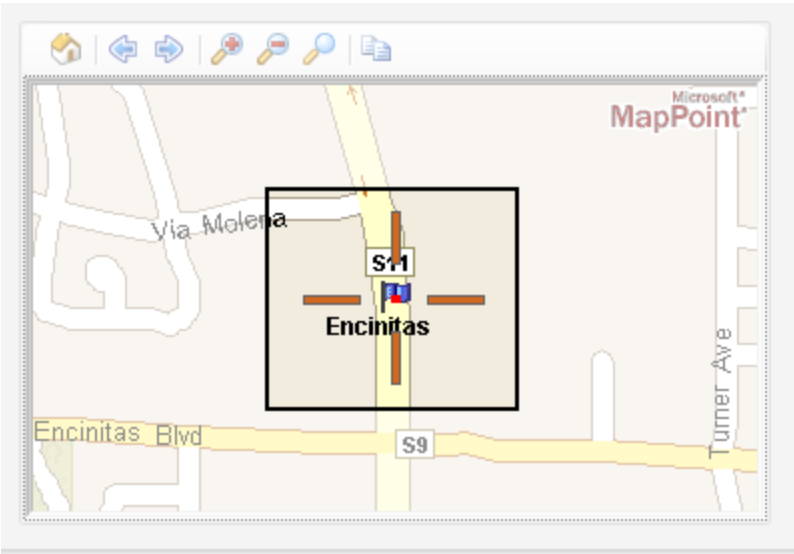 Microsoft®
MapPoint®
Via Molena
S11
Encinitas
Turner Ave
Encinitas Blvd
S9